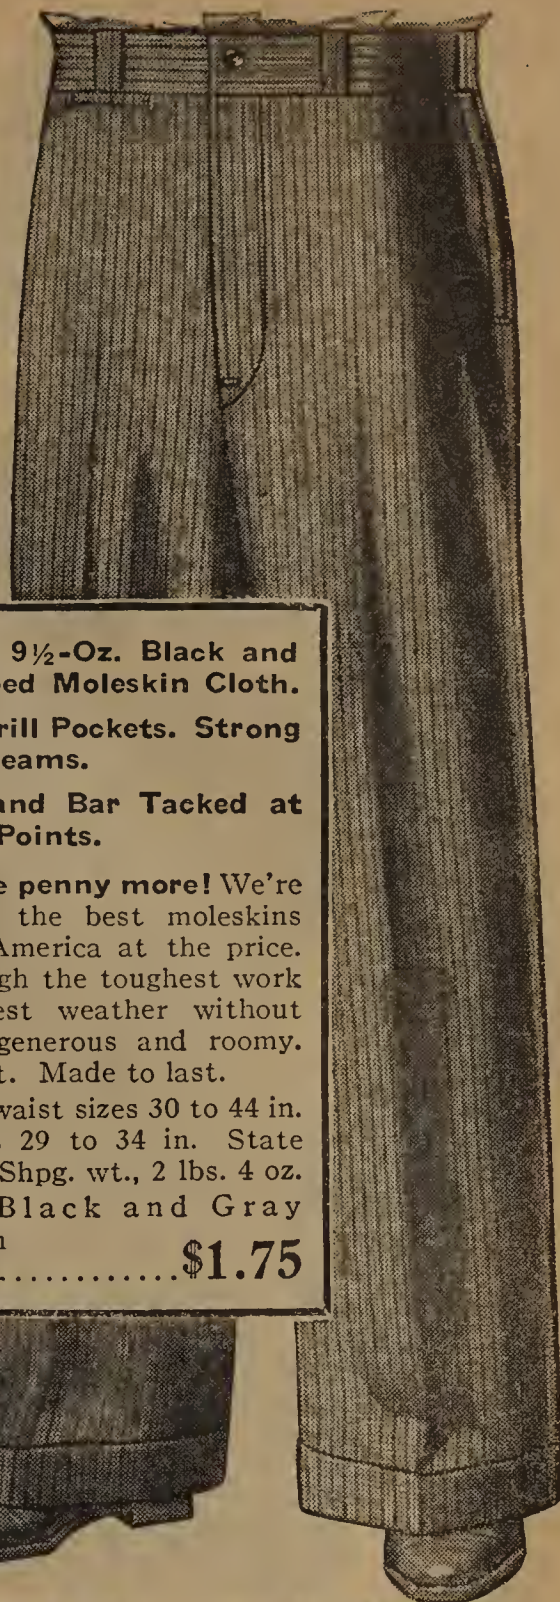 9½-Oz. Black and
ed Moleskin Cloth.
rill Pockets. Strong
eams.
and Bar Tacked at
Points.
e penny more! We're
the best moleskins
America at the price.
gh the toughest work
est weather without
generous and roomy.
t. Made to last.
waist sizes 30 to 44 in.
29 to 34 in. State
Shpg. wt., 2 lbs. 4 oz.
Black and Gray
............$1.75